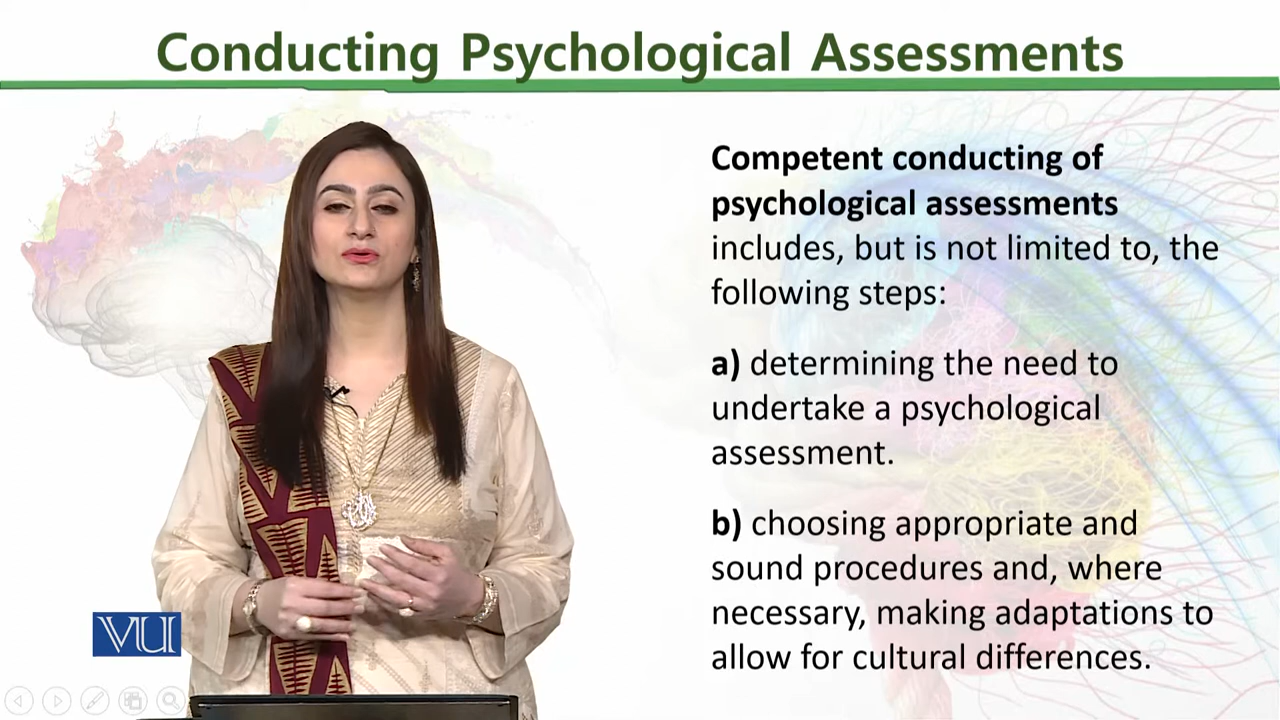 Conducting Psychological Assessments
Competent conducting of
psychological assessments
includes, but is not limited to, the
following steps:
a) determining the need to
undertake a psychological
assessment.
b) choosing appropriate and
sound procedures and, where
necessary, making adaptations to
allow for cultural differences.
VU